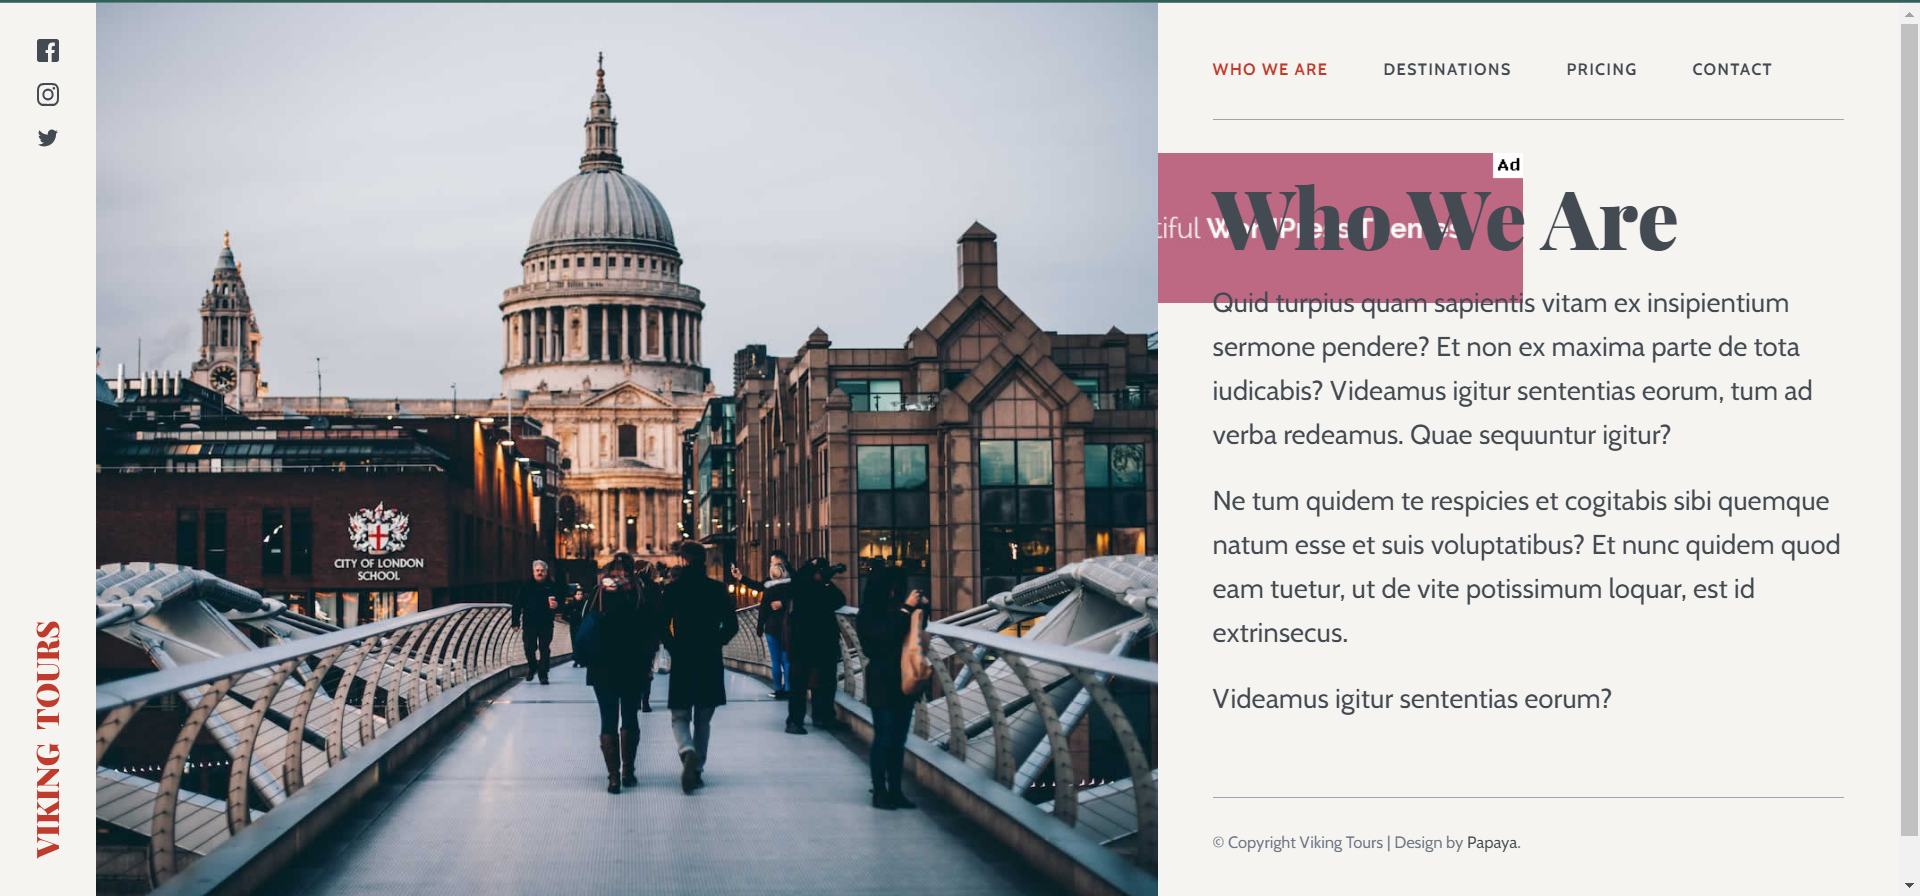 WHO WE ARE DESTINATIONS PRICING CONTACT
Ad
tiful WordPress Themes
Who We Are
Quid turpius quam sapientis vitam ex insipientium
sermone pendere? Et non ex maxima parte de tota
iudicabis? Videamus igitur sententias eorum, tum ad
verba redeamus. Quae sequuntur igitur?
Ne tum quidem te respicies et cogitabis sibi quemque
natum esse et suis voluptatibus? Et nunc quidem quod
eam tuetur, ut de vite potissimum loquar, est id
extrinsecus.
Videamus igitur sententias eorum?
© Copyright Viking Tours | Design by Papaya.
VIKING TOURS
CITY OF LONDON
SCHOOL